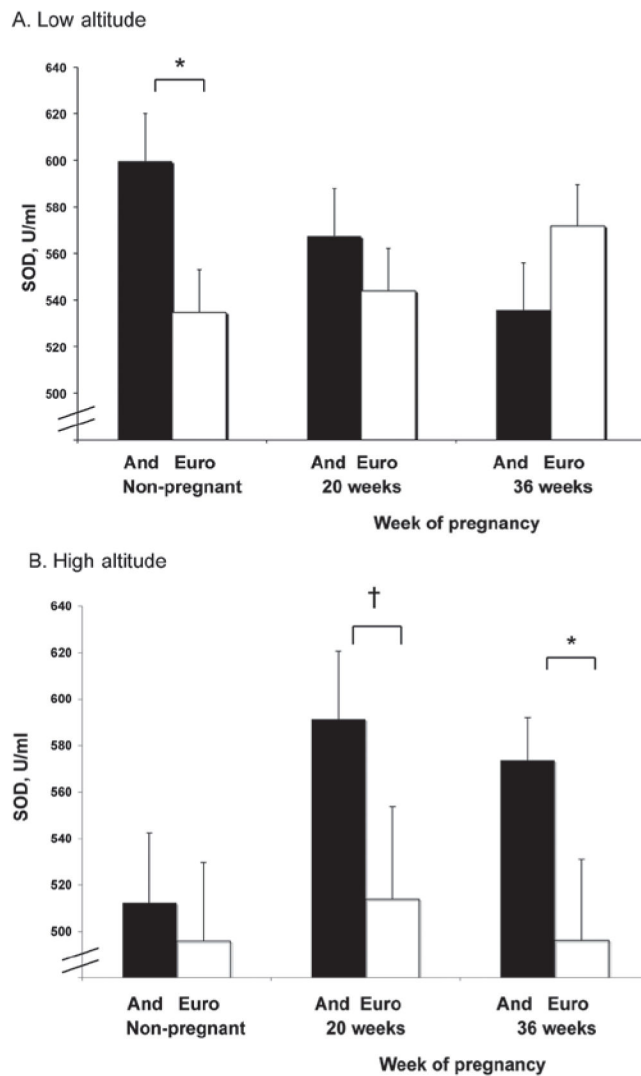 A. Low altitude
640
620
600
580
560
540
520
500
SOD, U/ml
*
And Euro And Euro And Euro
Non-pregnant 20 weeks 36 weeks
Week of pregnancy
B. High altitude
640
620
600
580
560
540
520
500
SOD, U/ml
†
*
And Euro And Euro And Euro
Non-pregnant 20 weeks 36 weeks
Week of pregnancy